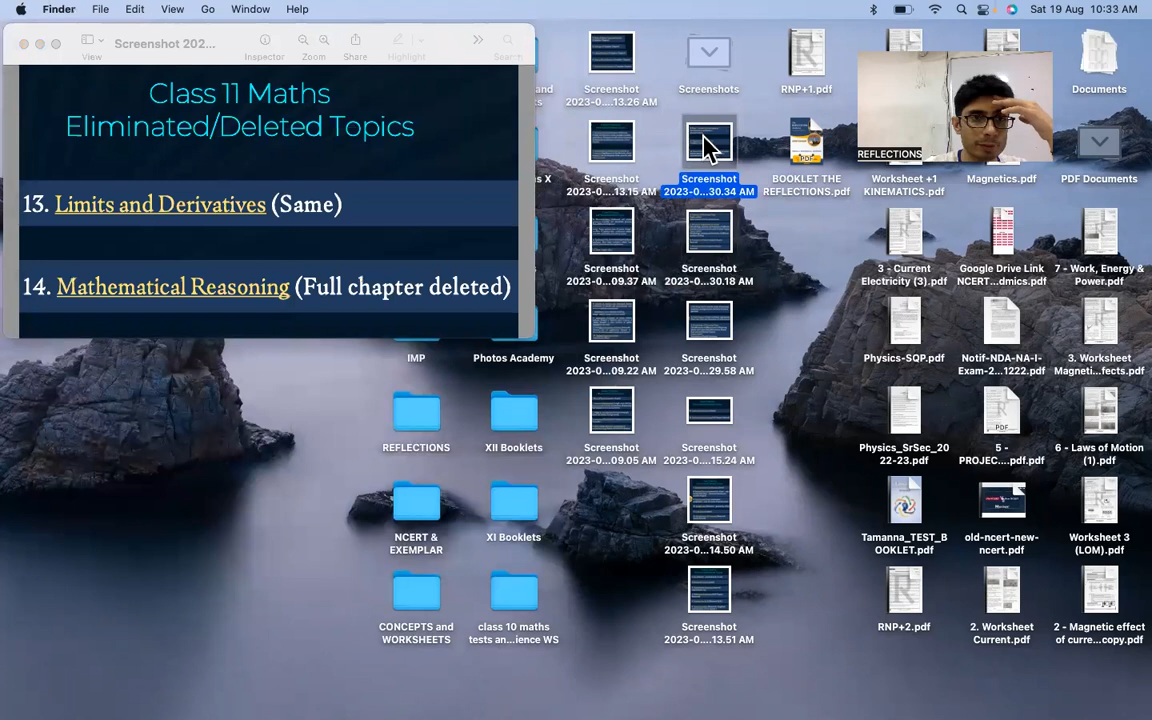 Finder File Edit View Go Window Help
Sat 19 Aug 10:33 AM
Screenshot 202...
View
Inspector
Zoom
Share
Highlight
Search
Class 11 Maths
Eliminated/Deleted Topics
13. Limits and Derivatives (Same)
14. Mathematical Reasoning (Full chapter deleted)
IMP
REFLECTIONS
NCERT &
EXEMPLAR
CONCEPTS and
WORKSHEETS
Photos Academy
XII Booklets
XI Booklets
class 10 maths
tests an...ience WS
Screenshot
2023-0....13.26 AM
Screenshot
2023-0....13.15 AM
Screenshot
2023-0....09.37 AM
Screenshot
2023-0....09.22 AM
Screenshot
2023-0....09.05 AM
Screenshots
Screenshot
2023-0....30.34 AM
Screenshot
2023-0....30.18 AM
Screenshot
2023-0....29.58 AM
Screenshot
2023-0....15.24 AM
Screenshot
2023-0....14.50 AM
Screenshot
2023-0....13.51 AM
RNP+1.pdf
PDF
BOOKLET THE
REFLECTIONS.pdf
REFLECTIONS
Worksheet +1
KINEMATICS.pdf
3 - Current
Electricity (3).pdf
Physics-SQP.pdf
Physics_SrSec_20
22-23.pdf
Tamanna_TEST_B
OOKLET.pdf
RNP+2.pdf
Magnetics.pdf
Google Drive Link
NCERT...dmics.pdf
Notif-NDA-NA-I-
Exam-2...1222.pdf
PDF
5 -
PROJEC....pdf.pdf
old-ncert-new-
ncert.pdf
2. Worksheet
Current.pdf
Documents
PDF Documents
7 - Work, Energy &
Power.pdf
3. Worksheet
Magneti...fects.pdf
6 - Laws of Motion
(1).pdf
Worksheet 3
(LOM).pdf
2 - Magnetic effect
of curre...copy.pdf